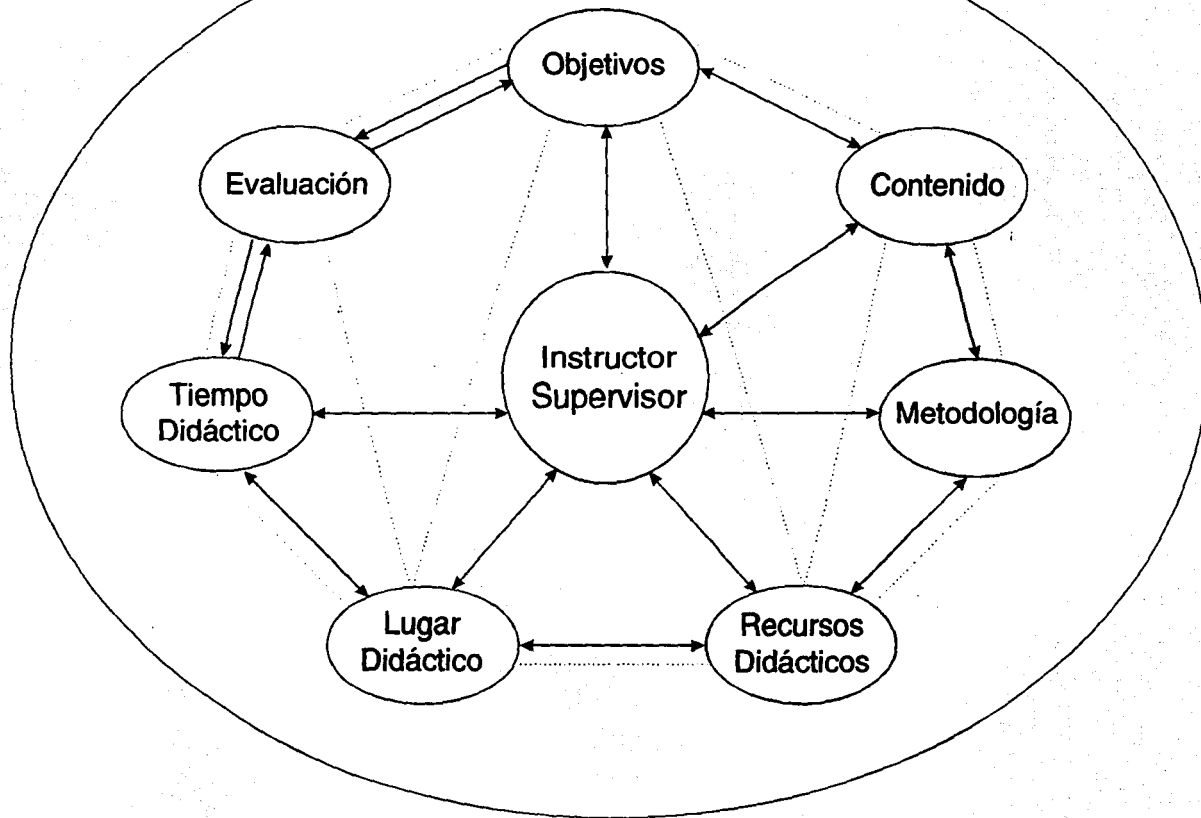 Objetivos
Evaluación
Contenido
Instructor
Supervisor
Tiempo
Didáctico
Metodología
Lugar
Didáctico
Recursos
Didácticos